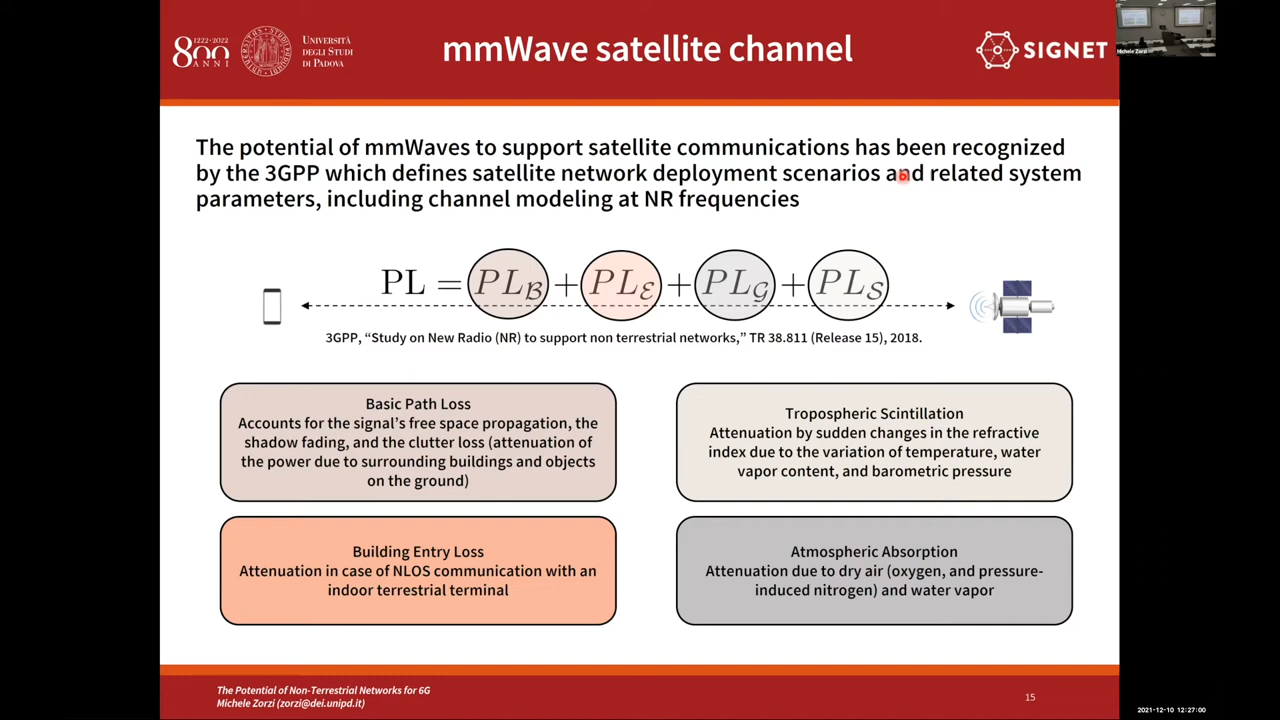 1222·2022
800
ANNI
UNIVERSITÀ
DEGLI STUDI
DI PADOVA
mmWave satellite channel
SIGNET
Michele Zorzi
The potential of mmWaves to support satellite communications has been recognized
by the 3GPP which defines satellite network deployment scenarios and related system
parameters, including channel modeling at NR frequencies
PL = PL_B + PL_E + PL_G + PL_S
3GPP, “Study on New Radio (NR) to support non terrestrial networks,” TR 38.811 (Release 15), 2018.
Basic Path Loss
Accounts for the signal’s free space propagation, the
shadow fading, and the clutter loss (attenuation of
the power due to surrounding buildings and objects
on the ground)
Tropospheric Scintillation
Attenuation by sudden changes in the refractive
index due to the variation of temperature, water
vapor content, and barometric pressure
Building Entry Loss
Attenuation in case of NLOS communication with an
indoor terrestrial terminal
Atmospheric Absorption
Attenuation due to dry air (oxygen, and pressure-
induced nitrogen) and water vapor
The Potential of Non-Terrestrial Networks for 6G
Michele Zorzi (zorzi@dei.unipd.it)
15
2021-12-10 12:27:00